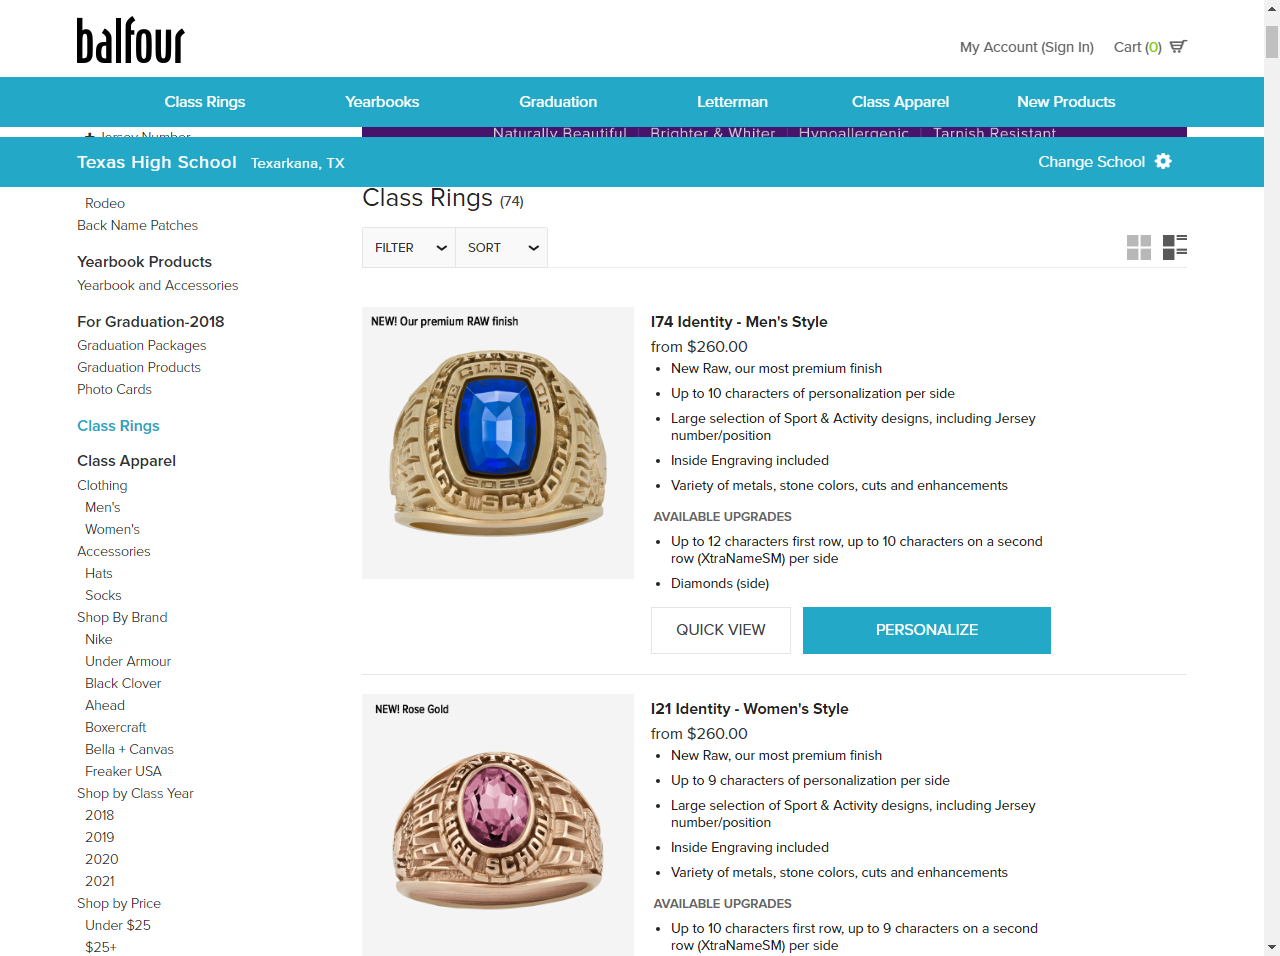 balfour
My Account (Sign In)
Cart (0)
Class Rings
Yearbooks
Graduation
Letterman
Class Apparel
New Products
+ Jersey Number
Naturally Beautiful | Brighter & Whiter | Hypoallergenic | Tarnish Resistant
Texas High School Texarkana, TX
Change School
Rodeo
Back Name Patches
Yearbook Products
Yearbook and Accessories
For Graduation-2018
Graduation Packages
Graduation Products
Photo Cards
Class Rings
Class Apparel
Clothing
Men's
Women's
Accessories
Hats
Socks
Shop By Brand
Nike
Under Armour
Black Clover
Ahead
Boxercraft
Bella + Canvas
Freaker USA
Shop by Class Year
2018
2019
2020
2021
Shop by Price
Under $25
$25+
Class Rings (74)
FILTER
SORT
NEW! Our premium RAW finish
THE CLASS OF
2025
HIGH SCHOOL
I74 Identity - Men's Style
from $260.00
• New Raw, our most premium finish
• Up to 10 characters of personalization per side
• Large selection of Sport & Activity designs, including Jersey
number/position
• Inside Engraving included
• Variety of metals, stone colors, cuts and enhancements
AVAILABLE UPGRADES
• Up to 12 characters first row, up to 10 characters on a second
row (XtraNameSM) per side
• Diamonds (side)
QUICK VIEW
PERSONALIZE
NEW! Rose Gold
CENTRAL
HIGH SCHOOL
I21 Identity - Women's Style
from $260.00
• New Raw, our most premium finish
• Up to 9 characters of personalization per side
• Large selection of Sport & Activity designs, including Jersey
number/position
• Inside Engraving included
• Variety of metals, stone colors, cuts and enhancements
AVAILABLE UPGRADES
• Up to 10 characters first row, up to 9 characters on a second
row (XtraNameSM) per side